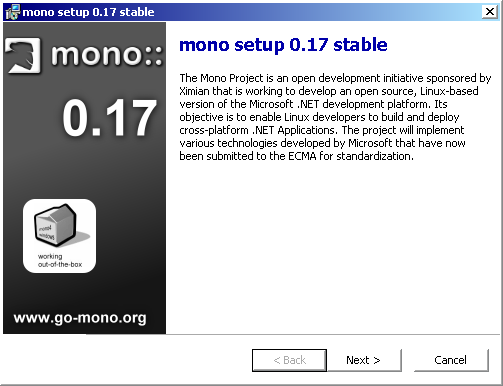 mono setup 0.17 stable
mono::
0.17
mono4
WINDOWS
working
out-of-the-box
www.go-mono.org
mono setup 0.17 stable
The Mono Project is an open development initiative sponsored by
Ximian that is working to develop an open source, Linux-based
version of the Microsoft .NET development platform. Its
objective is to enable Linux developers to build and deploy
cross-platform .NET Applications. The project will implement
various technologies developed by Microsoft that have now
been submitted to the ECMA for standardization.
< Back
Next >
Cancel